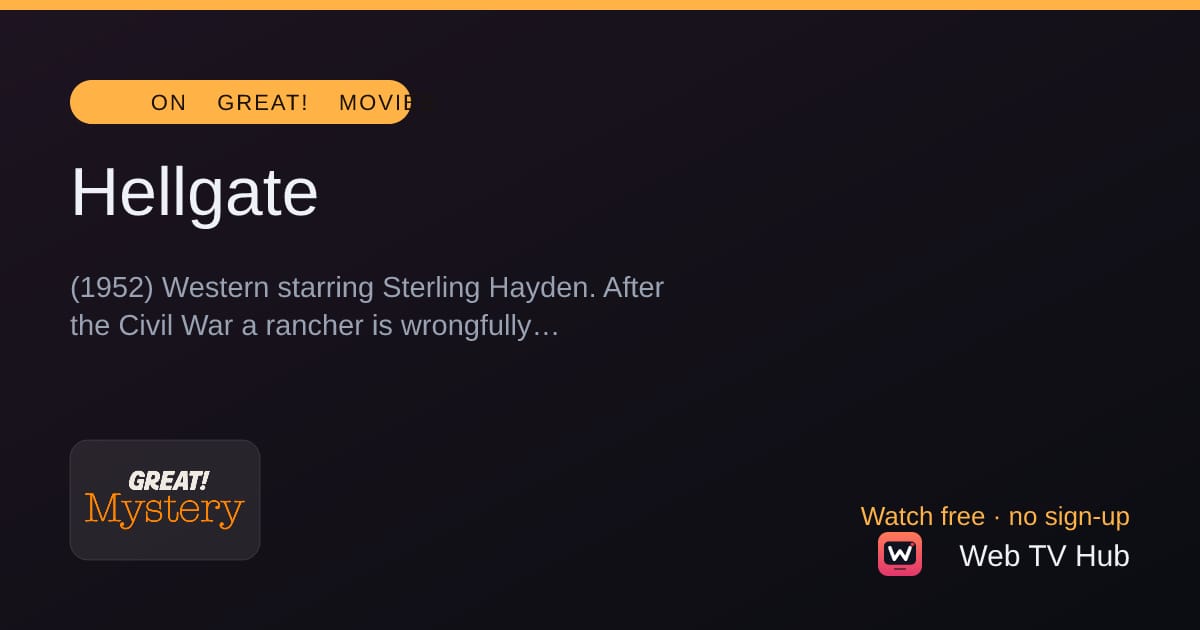 ON GREAT! MOVIE
Hellgate
(1952) Western starring Sterling Hayden. After
the Civil War a rancher is wrongfully…
GREAT!
Mystery
Watch free · no sign-up
W
Web TV Hub